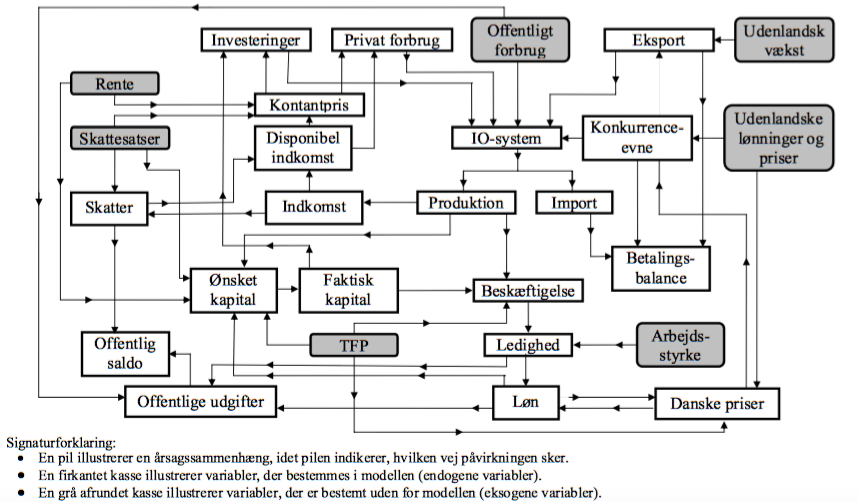 Investeringer
Privat forbrug
Offentligt
forbrug
Eksport
Udenlandsk
vækst
Rente
Kontantpris
Skattesatser
Disponibel
indkomst
IO-system
Konkurrence-
evne
Udenlandske
lønninger og
priser
Skatter
Indkomst
Produktion
Import
Betalings-
balance
Ønsket
kapital
Faktisk
kapital
Beskæftigelse
Offentlig
saldo
TFP
Ledighed
Arbejds-
styrke
Offentlige udgifter
Løn
Danske priser
Signaturforklaring:
• En pil illustrerer en årsagssammenhæng, idet pilen indikerer, hvilken vej påvirkningen sker.
• En firkantet kasse illustrerer variabler, der bestemmes i modellen (endogene variabler).
• En grå afrundet kasse illustrerer variabler, der er bestemt uden for modellen (eksogene variabler).